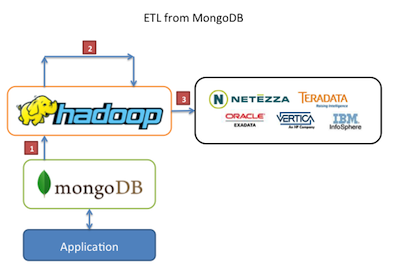 ETL from MongoDB
2
hadoop
3
NETEZZA
TERADATA
Raising Intelligence
ORACLE
EXADATA
VERTICA
An HP Company
IBM
InfoSphere
1
mongoDB
Application